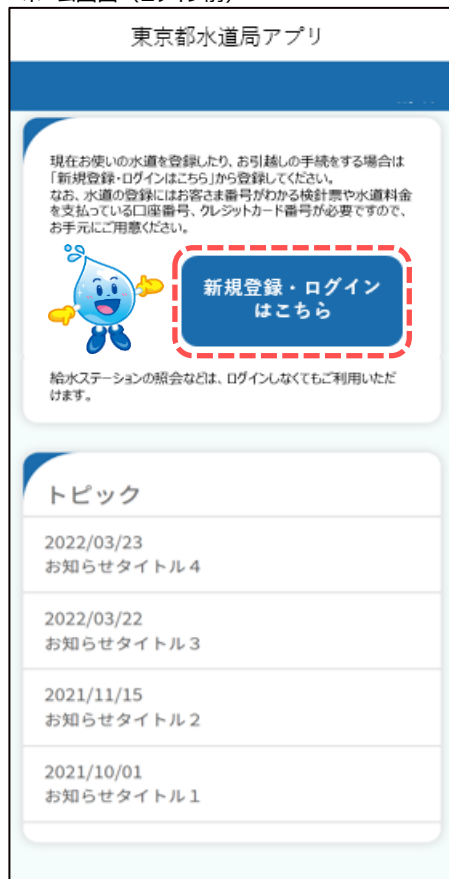 東京都水道局アプリ
現在お使いの水道を登録したり、お引越しの手続をする場合は
「新規登録・ログインはこちら」から登録してください。
なお、水道の登録にはお客さま番号がわかる検針票や水道料金
を支払っている口座番号、クレジットカード番号が必要ですので、
お手元にご用意ください。
新規登録・ログイン
はこちら
給水ステーションの照会などは、ログインしなくてもご利用いただ
けます。
トピック
2022/03/23
お知らせタイトル４
2022/03/22
お知らせタイトル３
2021/11/15
お知らせタイトル２
2021/10/01
お知らせタイトル１